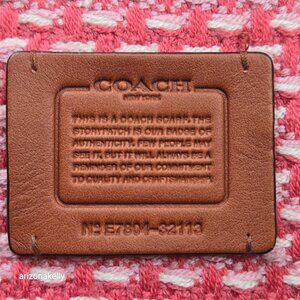 COACH
NEW YORK
THIS IS A COACH SCARF. THE
STORYPATCH IS OUR BADGE OF
AUTHENTICITY. FEW PEOPLE MAY
SEE IT, BUT IT WILL ALWAYS BE A
REMINDER OF OUR COMMITMENT
TO QUALITY AND CRAFTSMANSHIP.
Nº E7804-32113
arizonakelly